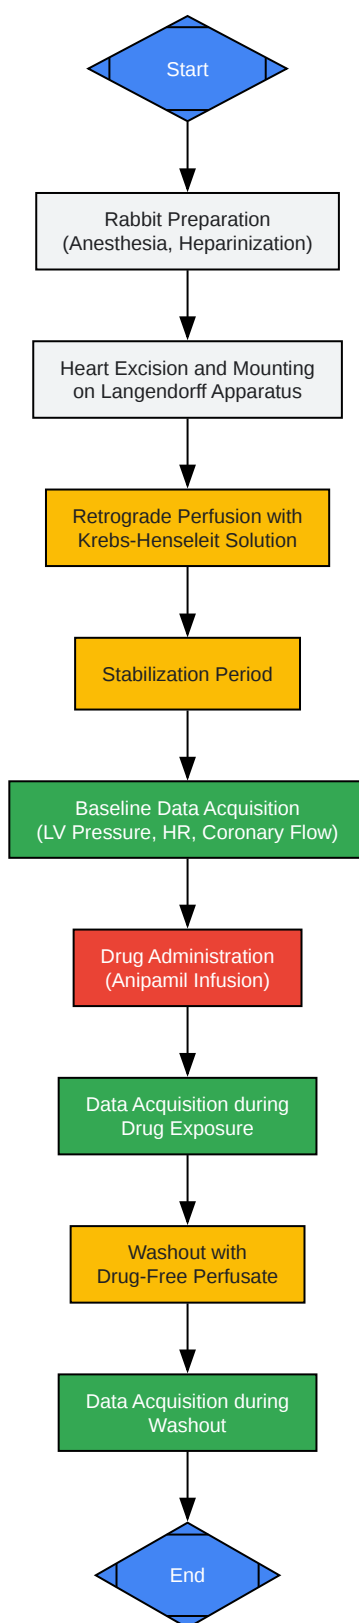 Start
Rabbit Preparation
(Anesthesia, Heparinization)
Heart Excision and Mounting
on Langendorff Apparatus
Retrograde Perfusion with
Krebs-Henseleit Solution
Stabilization Period
Baseline Data Acquisition
(LV Pressure, HR, Coronary Flow)
Drug Administration
(Anipamil Infusion)
Data Acquisition during
Drug Exposure
Washout with
Drug-Free Perfusate
Data Acquisition during
Washout
End